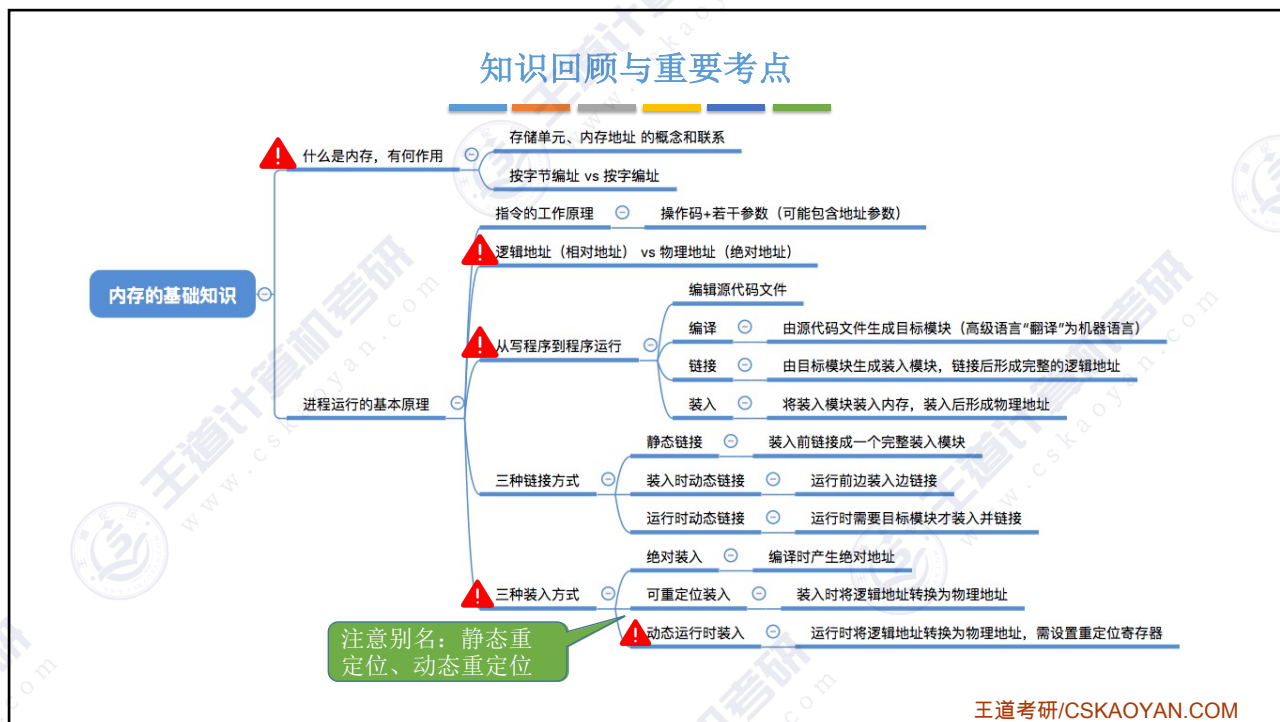 知识回顾与重要考点
内存的基础知识
什么是内存，有何作用
存储单元、内存地址 的概念和联系
按字节编址 vs 按字编址
进程运行的基本原理
指令的工作原理
操作码+若干参数（可能包含地址参数）
逻辑地址（相对地址） vs 物理地址（绝对地址）
从写程序到程序运行
编辑源代码文件
编译
由源代码文件生成目标模块（高级语言“翻译”为机器语言）
链接
由目标模块生成装入模块，链接后形成完整的逻辑地址
装入
将装入模块装入内存，装入后形成物理地址
三种链接方式
静态链接
装入前链接成一个完整装入模块
装入时动态链接
运行前边装入边链接
运行时动态链接
运行时需要目标模块才装入并链接
三种装入方式
绝对装入
编译时产生绝对地址
可重定位装入
装入时将逻辑地址转换为物理地址
动态运行时装入
运行时将逻辑地址转换为物理地址，需设置重定位寄存器
注意别名：静态重
定位、动态重定位
王道考研/CSKAOYAN.COM
王道计算机考研
www.cskaoyan.com